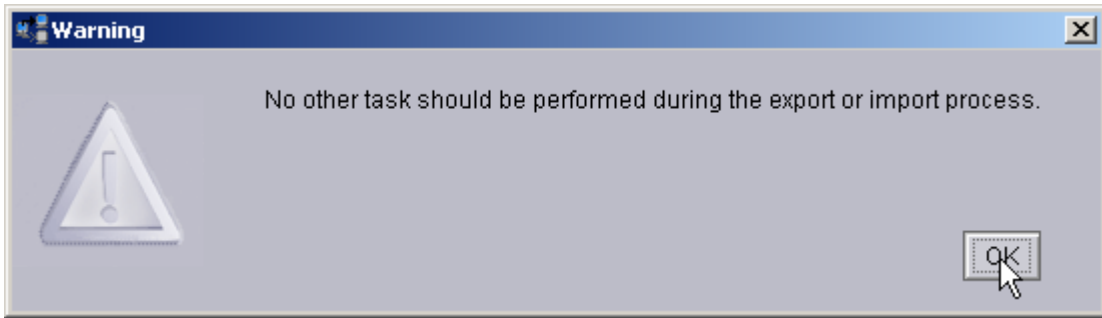 Warning
No other task should be performed during the export or import process.
OK